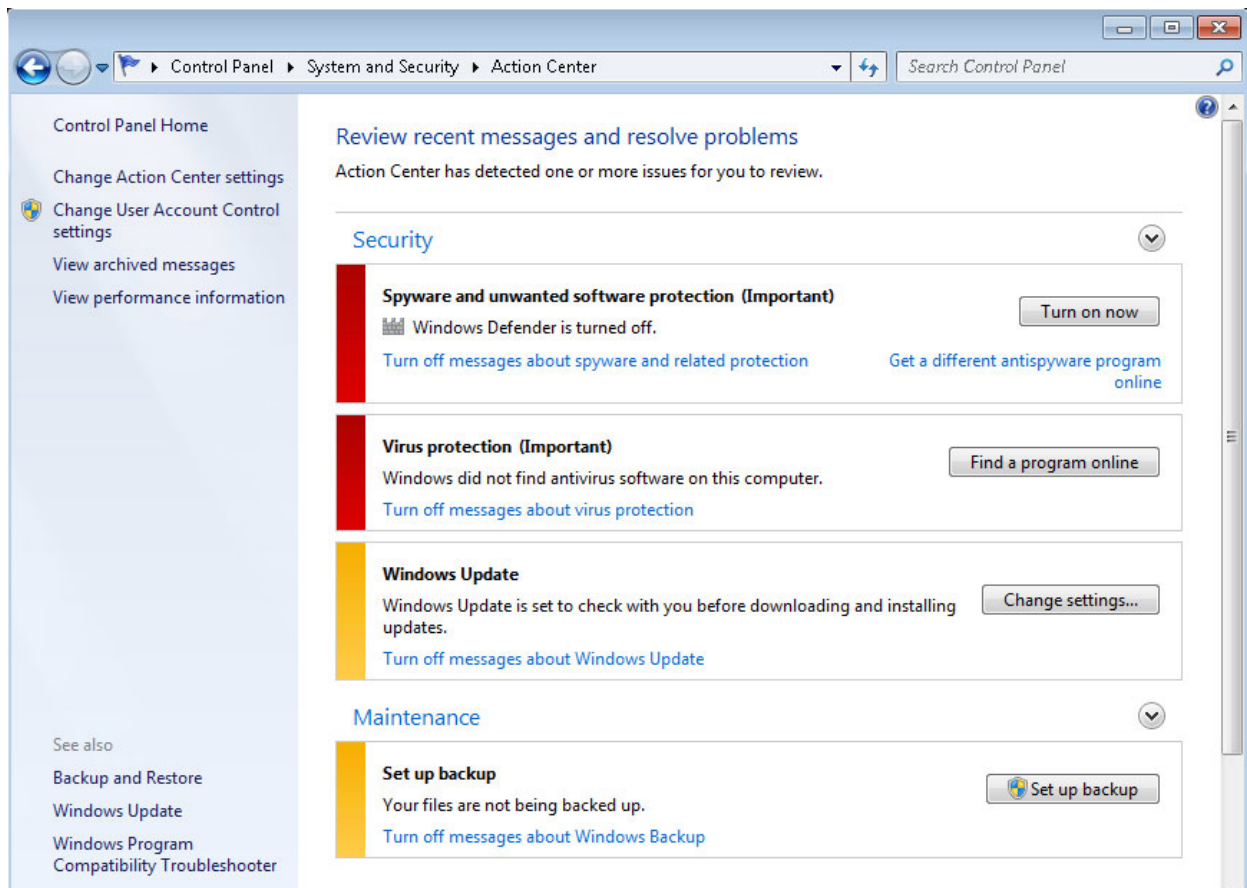 Control Panel ▸ System and Security ▸ Action Center
Search Control Panel
Control Panel Home
Change Action Center settings
Change User Account Control
settings
View archived messages
View performance information
See also
Backup and Restore
Windows Update
Windows Program
Compatibility Troubleshooter
Review recent messages and resolve problems
Action Center has detected one or more issues for you to review.
Security
Spyware and unwanted software protection (Important)
Turn on now
Windows Defender is turned off.
Turn off messages about spyware and related protection
Get a different antispyware program
online
Virus protection (Important)
Find a program online
Windows did not find antivirus software on this computer.
Turn off messages about virus protection
Windows Update
Change settings...
Windows Update is set to check with you before downloading and installing
updates.
Turn off messages about Windows Update
Maintenance
Set up backup
Set up backup
Your files are not being backed up.
Turn off messages about Windows Backup